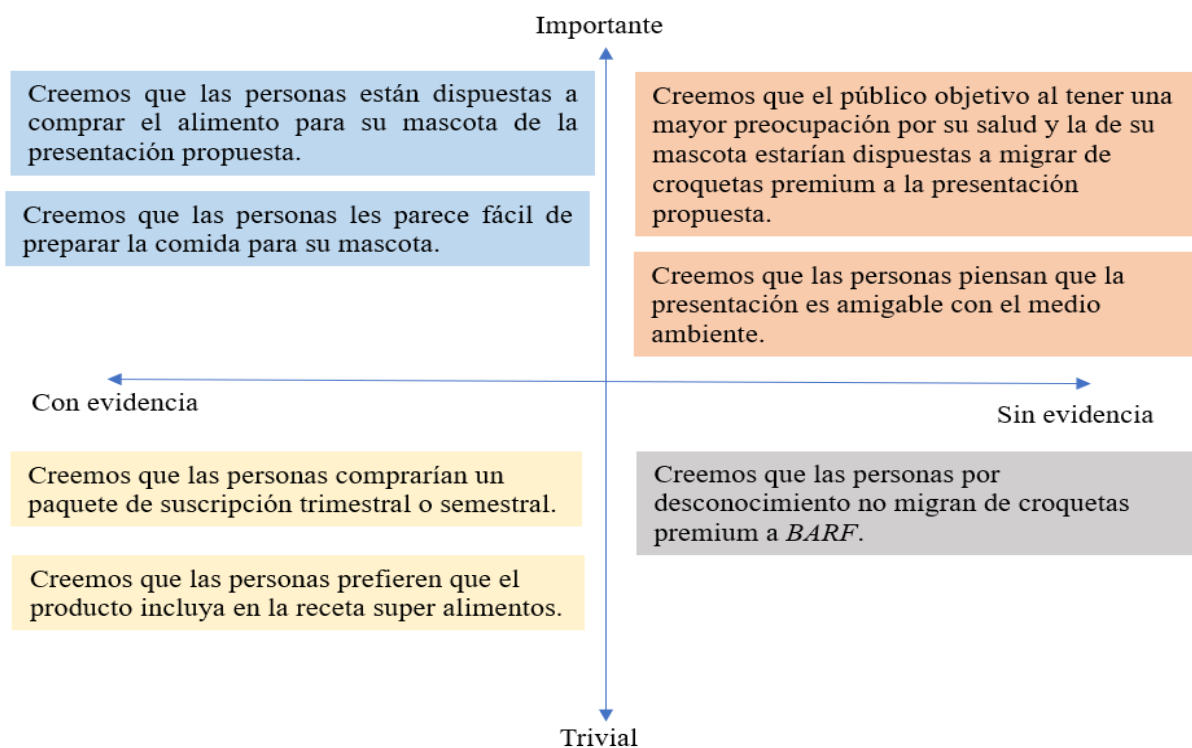 Importante
Creemos que las personas están dispuestas a
comprar el alimento para su mascota de la
presentación propuesta.
Creemos que las personas les parece fácil de
preparar la comida para su mascota.
Creemos que el público objetivo al tener una
mayor preocupación por su salud y la de su
mascota estarían dispuestas a migrar de
croquetas premium a la presentación
propuesta.
Creemos que las personas piensan que la
presentación es amigable con el medio
ambiente.
Con evidencia
Sin evidencia
Creemos que las personas comprarían un
paquete de suscripción trimestral o semestral.
Creemos que las personas prefieren que el
producto incluya en la receta super alimentos.
Creemos que las personas por
desconocimiento no migran de croquetas
premium a BARF.
Trivial